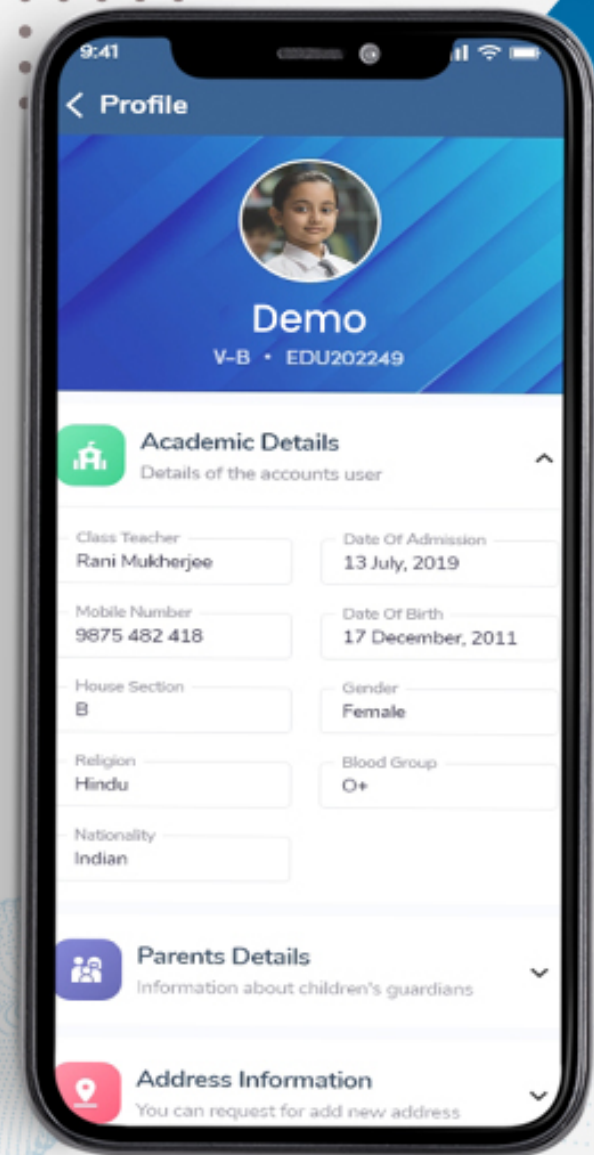 9:41
Profile
Demo
V-B • EDU202249
Academic Details
Details of the accounts user
Class Teacher
Rani Mukherjee
Date Of Admission
13 July, 2019
Mobile Number
9875 482 418
Date Of Birth
17 December, 2011
House Section
B
Gender
Female
Religion
Hindu
Blood Group
O+
Nationality
Indian
Parents Details
Information about children's guardians
Address Information
You can request for add new address